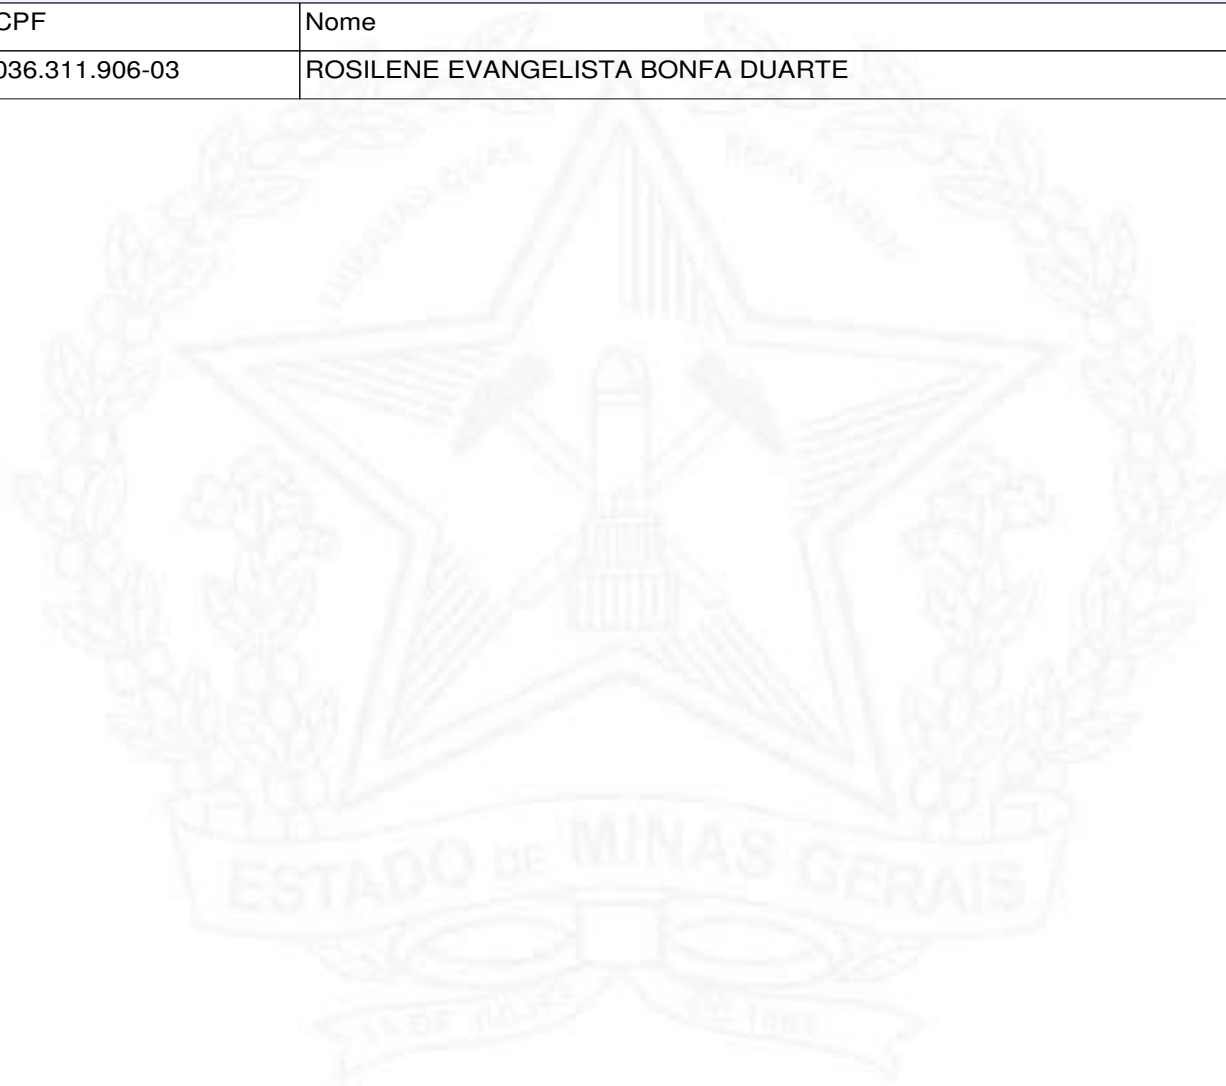 CPF Nome
036.311.906-03 ROSILENE EVANGELISTA BONFA DUARTE
ESTADO DE MINAS GERAIS